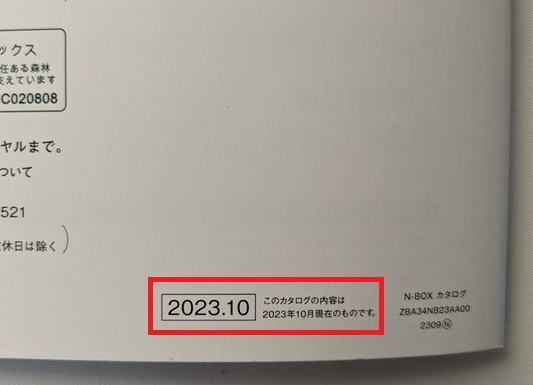 ックス
任ある森林
支えています
C020808
ヤルまで。
ついて
521
定休日は除く
2023.10
このカタログの内容は
2023年10月現在のものです。
N-BOX カタログ
ZBA34NB23AA00
2309Ⓝ